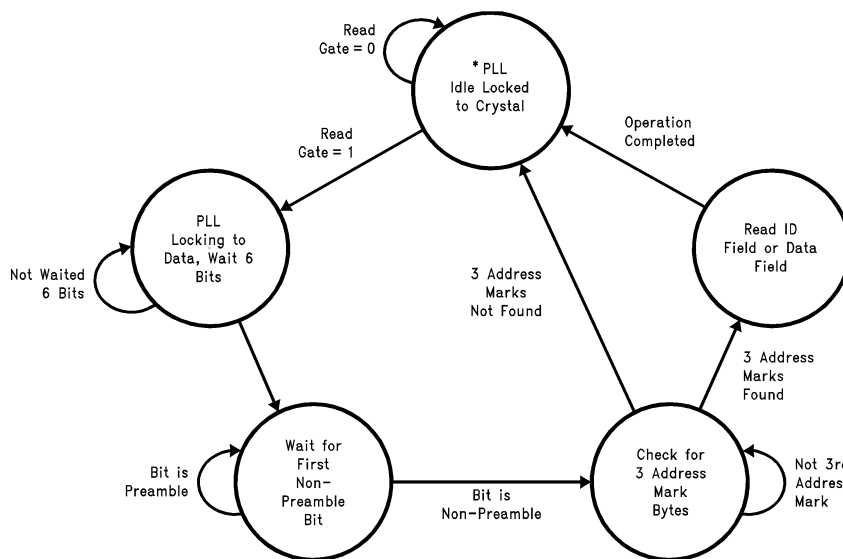 Read
Gate = 0
*PLL
Idle Locked
to Crystal
Operation
Completed
Read
Gate = 1
PLL
Locking to
Data, Wait 6
Bits
Read ID
Field or Data
Field
Not Waited
6 Bits
3 Address
Marks
Not Found
3 Address
Marks
Found
Wait for
First
Non-
Preamble
Bit
Bit is
Preamble
Bit is
Non-Preamble
Check for
3 Address
Mark
Bytes
Not 3r
Address
Mark